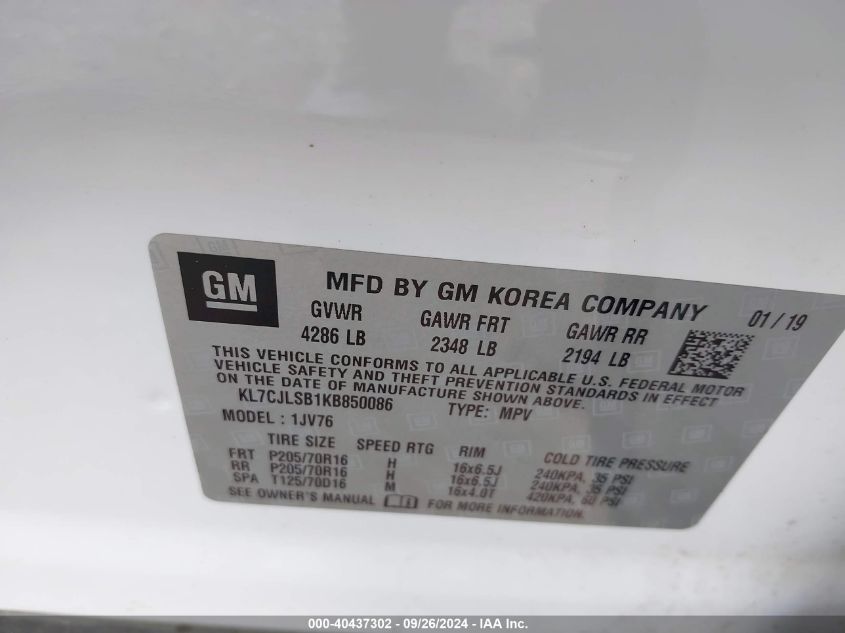 GM
MFD BY GM KOREA COMPANY 01/19
GVWR GAWR FRT GAWR RR
4286 LB 2348 LB 2194 LB
THIS VEHICLE CONFORMS TO ALL APPLICABLE U.S. FEDERAL MOTOR
VEHICLE SAFETY AND THEFT PREVENTION STANDARDS IN EFFECT
ON THE DATE OF MANUFACTURE SHOWN ABOVE.
KL7CJLSB1KB850086 TYPE: MPV
MODEL : 1JV76
TIRE SIZE SPEED RTG RIM COLD TIRE PRESSURE
FRT P205/70R16 H 16x6.5J 240KPA, 35 PSI
RR P205/70R16 H 16x6.5J 240KPA, 35 PSI
SPA T125/70D16 M 16x4.0T 420KPA, 60 PSI
SEE OWNER'S MANUAL FOR MORE INFORMATION.
000-40437302 - 09/26/2024 - IAA Inc.